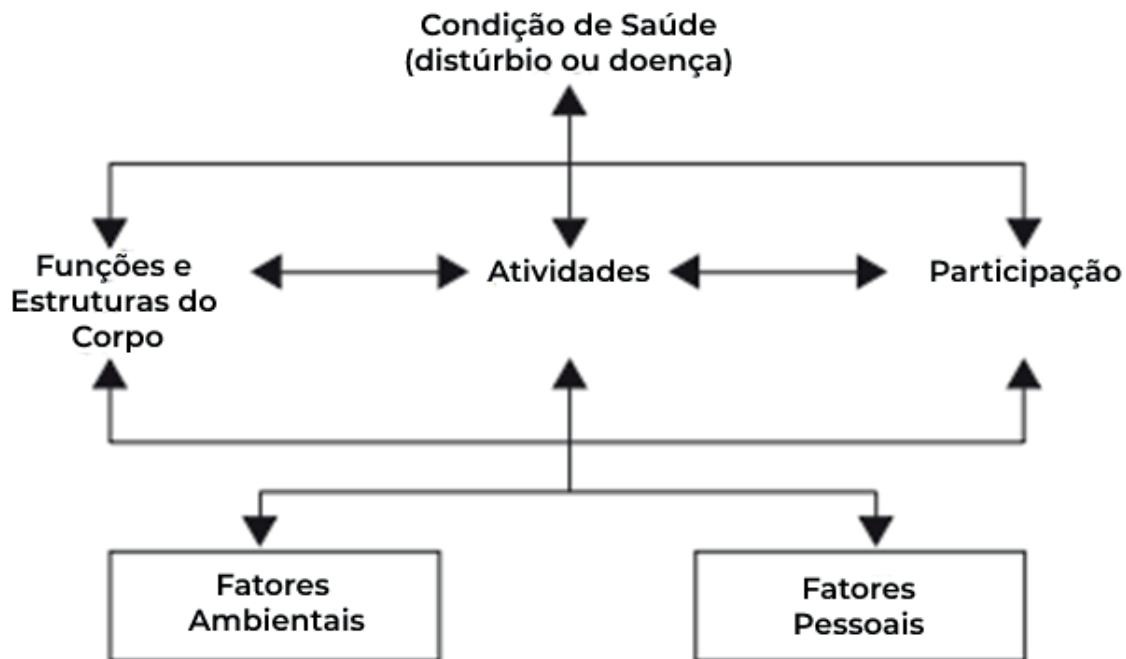 Condição de Saúde
(distúrbio ou doença)
Funções e
Estruturas do
Corpo
Atividades
Participação
Fatores
Ambientais
Fatores
Pessoais